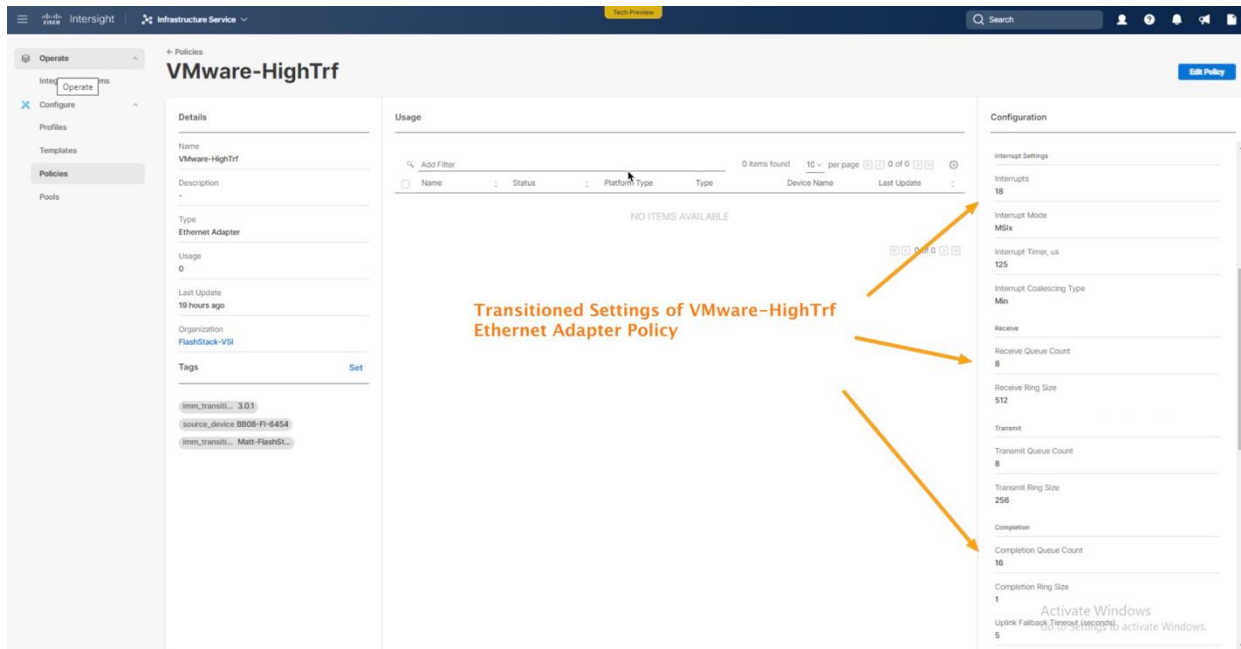 CISCO Intersight Infrastructure Service Tech Preview Search
Operate
Operate
Configure
Profiles
Templates
Policies
Pools
← Policies
VMware-HighTrf
Edit Policy
Details
Name
VMware-HighTrf
Description
-
Type
Ethernet Adapter
Usage
0
Last Update
19 hours ago
Organization
FlashStack-VSI
Tags Set
imm_transiti... 3.0.1
source_device BB08-FI-6454
imm_transiti... Matt-FlashSt...
Usage
Add Filter 0 items found 10 per page 0 of 0
Name Status Platform Type Type Device Name Last Update
NO ITEMS AVAILABLE
0 of 0
Transitioned Settings of VMware-HighTrf
Ethernet Adapter Policy
Configuration
Interrupt Settings
Interrupts
18
Interrupt Mode
MSIx
Interrupt Timer, us
125
Interrupt Coalescing Type
Min
Receive
Receive Queue Count
8
Receive Ring Size
512
Transmit
Transmit Queue Count
8
Transmit Ring Size
256
Completion
Completion Queue Count
16
Completion Ring Size
1
Uplink Failback Timeout (seconds)
5
Activate Windows
Go to Settings to activate Windows.